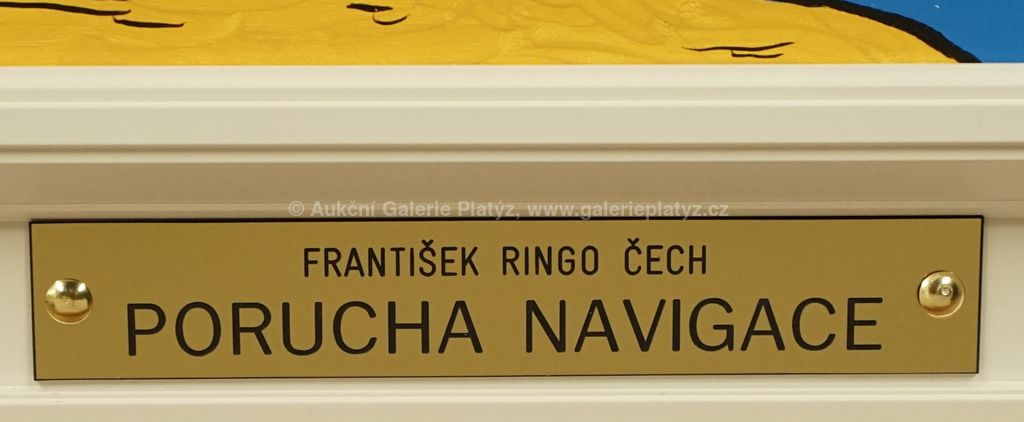 © Aukční Galerie Platýz, www.galerieplatyz.cz
FRANTIŠEK RINGO ČECH
PORUCHA NAVIGACE